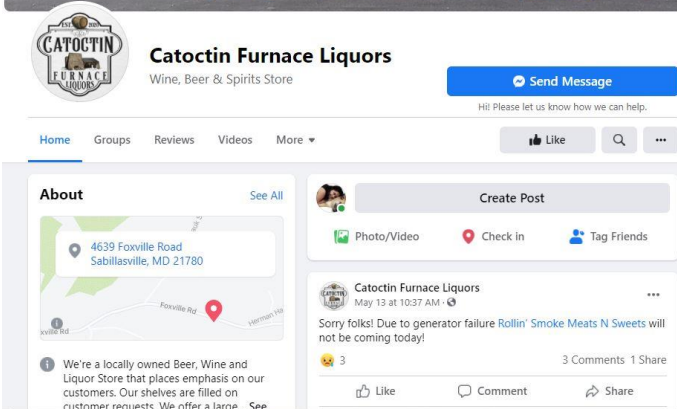 EST. 2020
CATOCTIN
FURNACE
LIQUORS
Catoctin Furnace Liquors
Wine, Beer & Spirits Store
Send Message
Hi! Please let us know how we can help.
Home Groups Reviews Videos More
Like
About See All
4639 Foxville Road
Sabillasville, MD 21780
Foxville Rd
xville Rd
We're a locally owned Beer, Wine and
Liquor Store that places emphasis on our
customers. Our shelves are filled on
customer requests. We offer a large... See
Create Post
Photo/Video Check in Tag Friends
Catoctin Furnace Liquors
May 13 at 10:37 AM ·
Sorry folks! Due to generator failure Rollin' Smoke Meats N Sweets will
not be coming today!
3 3 Comments 1 Share
Like Comment Share